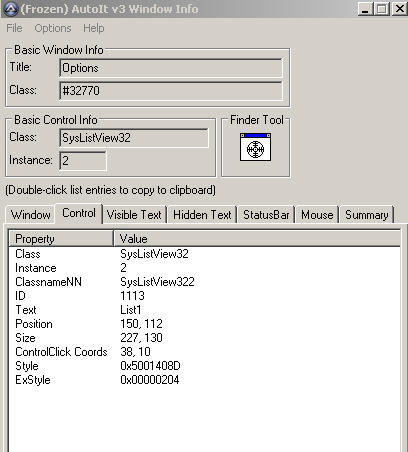 (Frozen) AutoIt v3 Window Info
File Options Help
Basic Window Info
Title: Options
Class: #32770
Basic Control Info
Class: SysListView32
Instance: 2
Finder Tool
(Double-click list entries to copy to clipboard)
Window Control Visible Text Hidden Text StatusBar Mouse Summary
Property Value
Class SysListView32
Instance 2
ClassnameNN SysListView322
ID 1113
Text List1
Position 150, 112
Size 227, 130
ControlClick Coords 38, 10
Style 0x5001408D
ExStyle 0x00000204